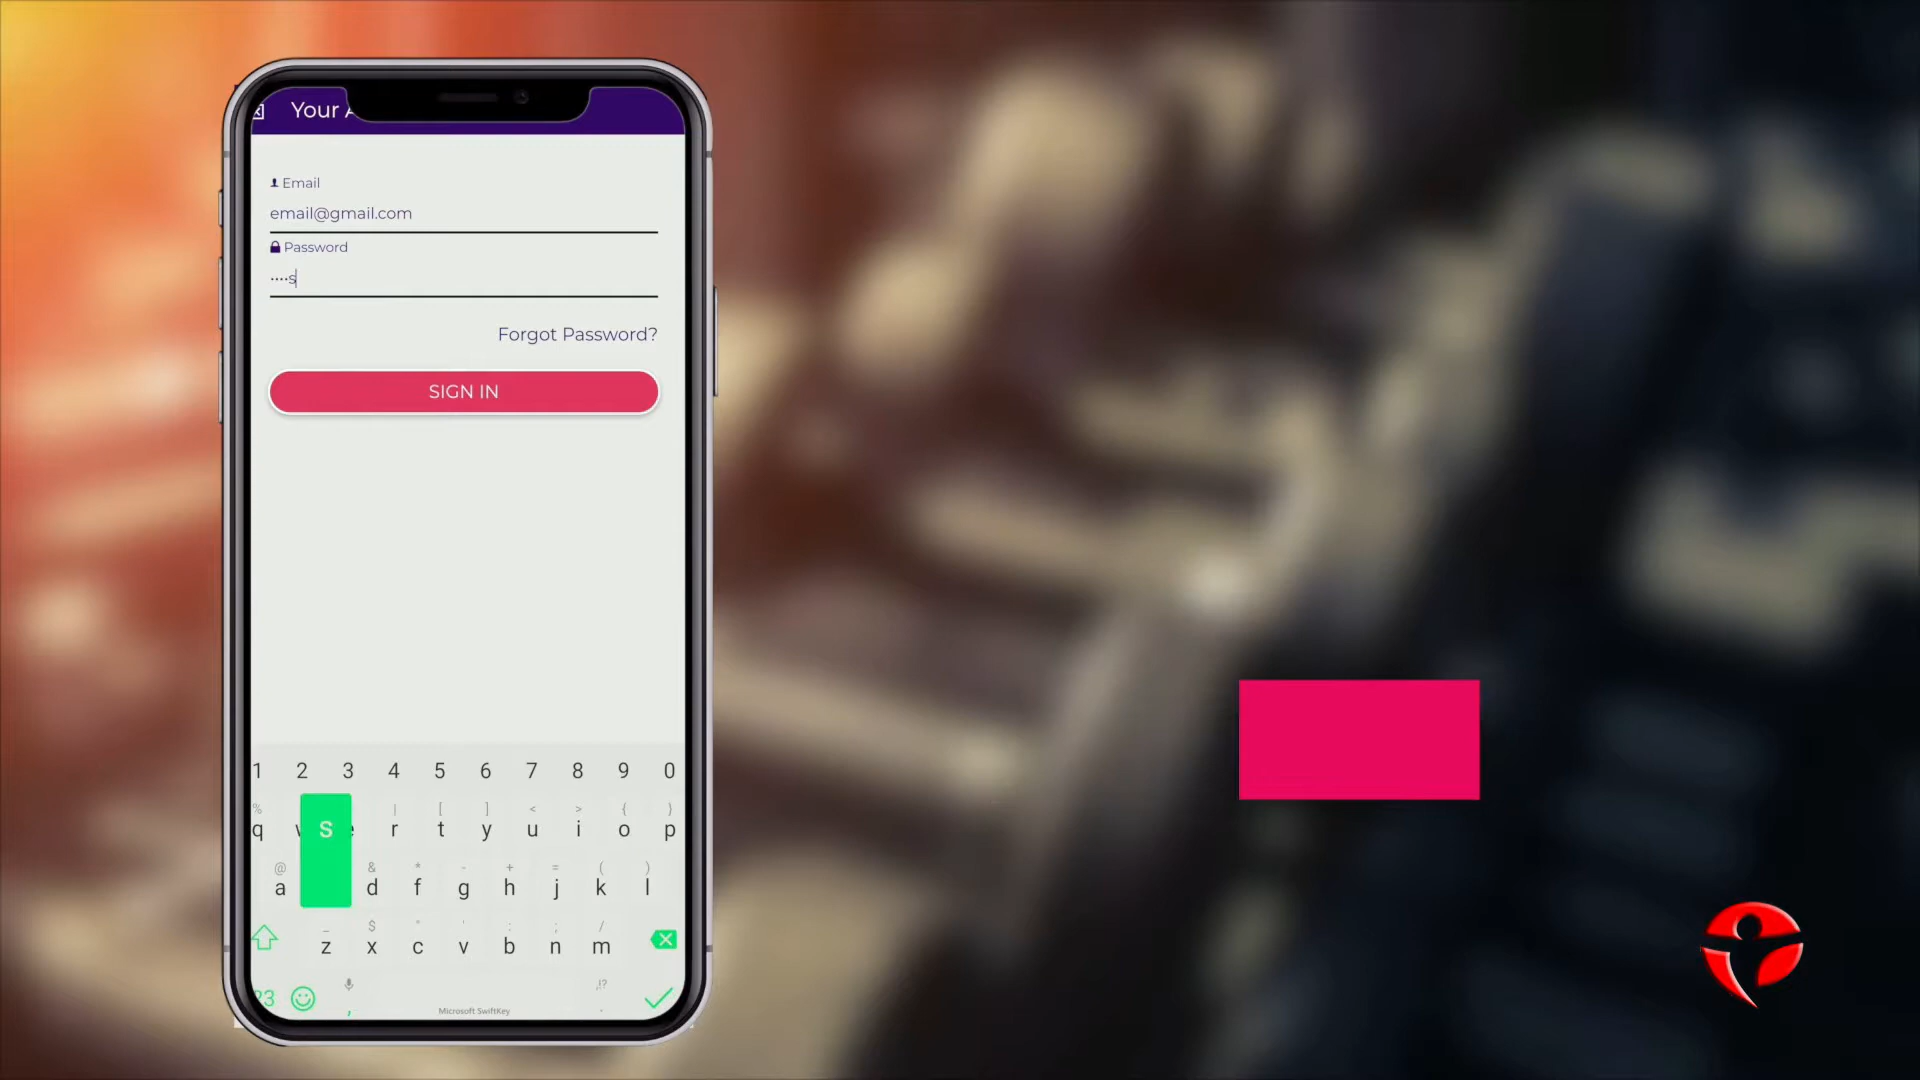 Your A
Email
email@gmail.com
Password
····s
Forgot Password?
SIGN IN
1 2 3 4 5 6 7 8 9 0
% | [ ] < > { }
q w S e r t y u i o p
@ & * - + = ( )
a d f g h j k l
_ $ " ' : ; /
z x c v b n m
,!?
23 , Microsoft SwiftKey .